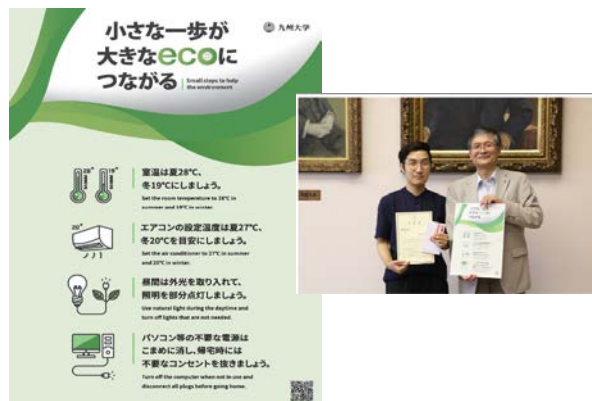 小さな一歩が
大きなecoに
つながる
Small steps to help
the environment
九州大学
28°
19°
室温は夏28℃、
冬19℃にしましょう。
Set the room temperature to 28°C in
summer and 19°C in winter.
20°
エアコンの設定温度は夏27℃、
冬20℃を目安にしましょう。
Set the air conditioner to 27°C in summer
and 20°C in winter.
昼間は外光を取り入れて、
照明を部分点灯しましょう。
Use natural light during the daytime and
turn off lights that are not needed.
パソコン等の不要な電源は
こまめに消し、帰宅時には
不要なコンセントを抜きましょう。
Turn off the computer when not in use and
disconnect all plugs before going home.